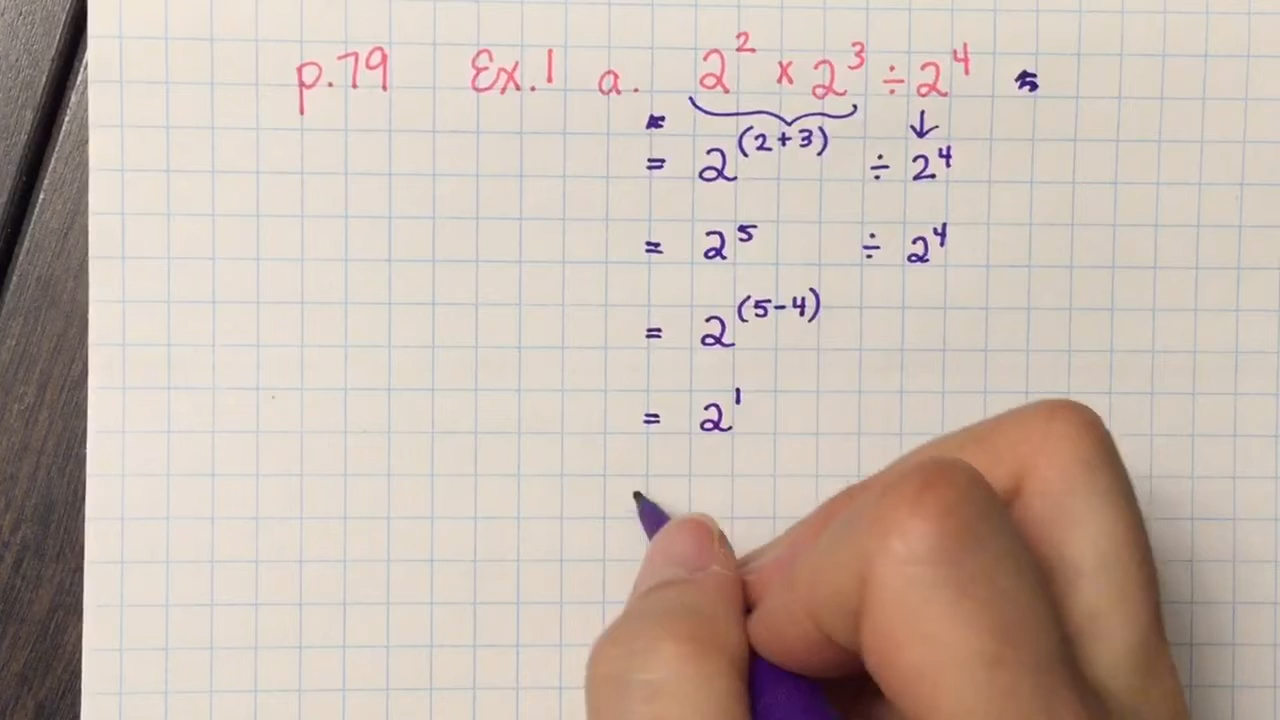 p.79 Ex.1 a. 2² × 2³ ÷ 2⁴
= 2⁽²⁺³⁾ ÷ 2⁴
= 2⁵ ÷ 2⁴
= 2⁽⁵⁻⁴⁾
= 2¹